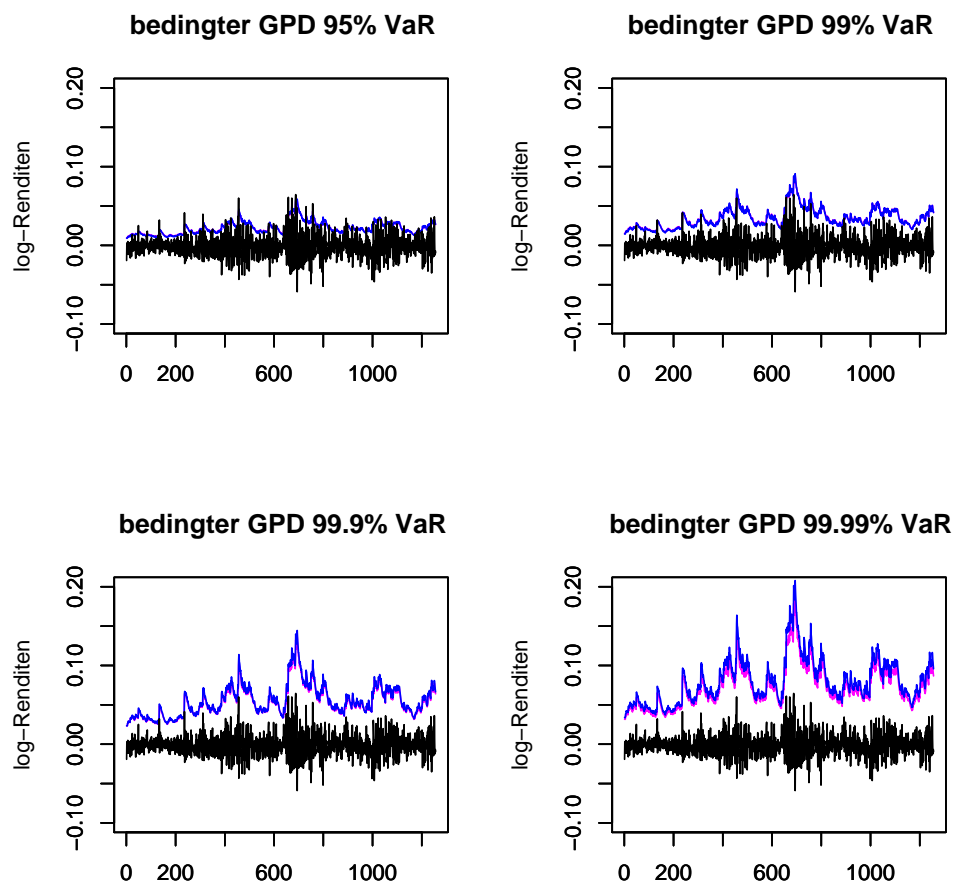 bedingter GPD 95% VaR
log−Renditen
0.20
0.10
0.00
−0.10
0 200 600 1000
bedingter GPD 99% VaR
log−Renditen
0.20
0.10
0.00
−0.10
0 200 600 1000
bedingter GPD 99.9% VaR
log−Renditen
0.20
0.10
0.00
−0.10
0 200 600 1000
bedingter GPD 99.99% VaR
log−Renditen
0.20
0.10
0.00
−0.10
0 200 600 1000